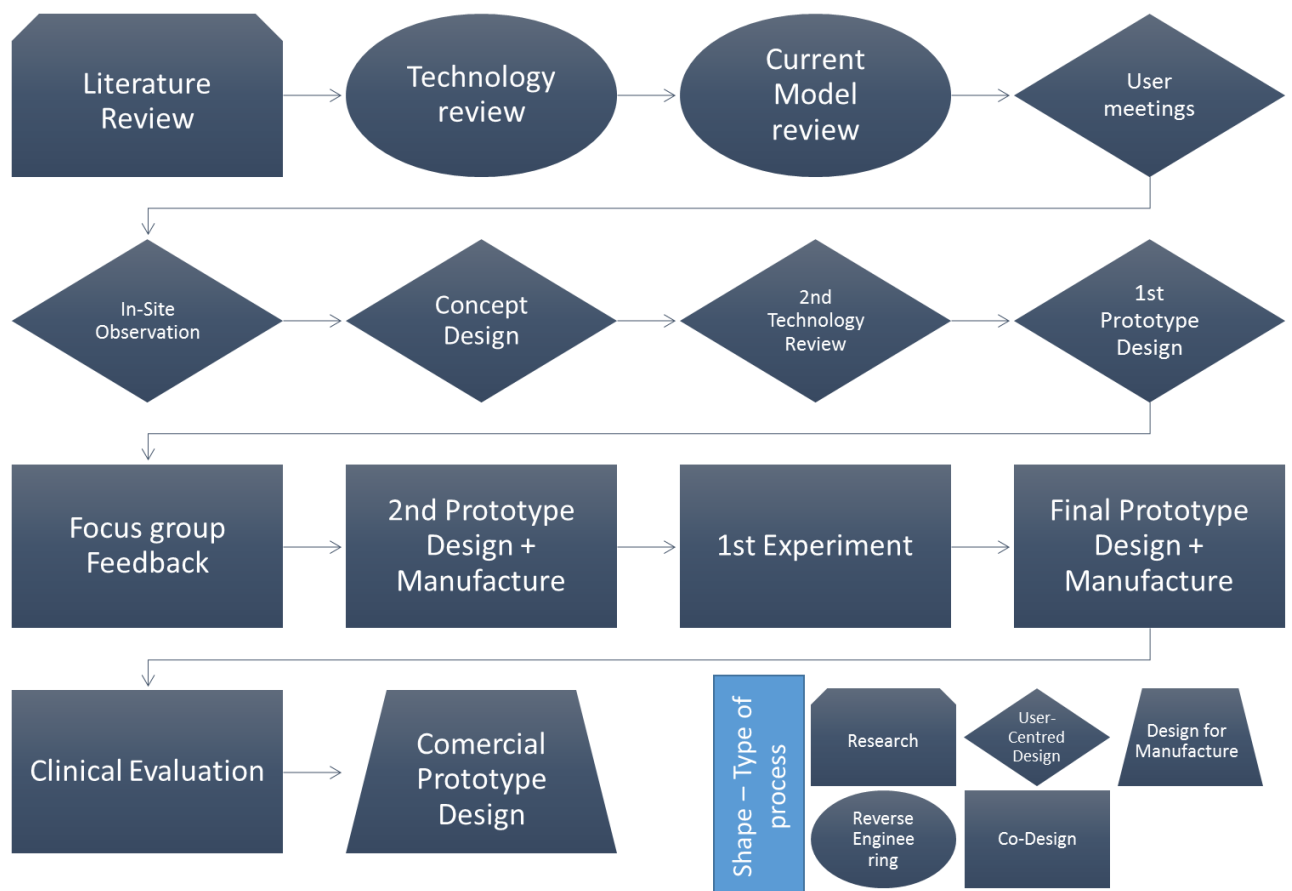 Literature
Review
Technology
review
Current
Model
review
User
meetings
In-Site
Observation
Concept
Design
2nd
Technology
Review
1st
Prototype
Design
Focus group
Feedback
2nd Prototype
Design +
Manufacture
1st Experiment
Final Prototype
Design +
Manufacture
Clinical Evaluation
Comercial
Prototype
Design
Shape – Type of
process
Research
User-
Centred
Design
Design for
Manufacture
Reverse
Enginee
ring
Co-Design